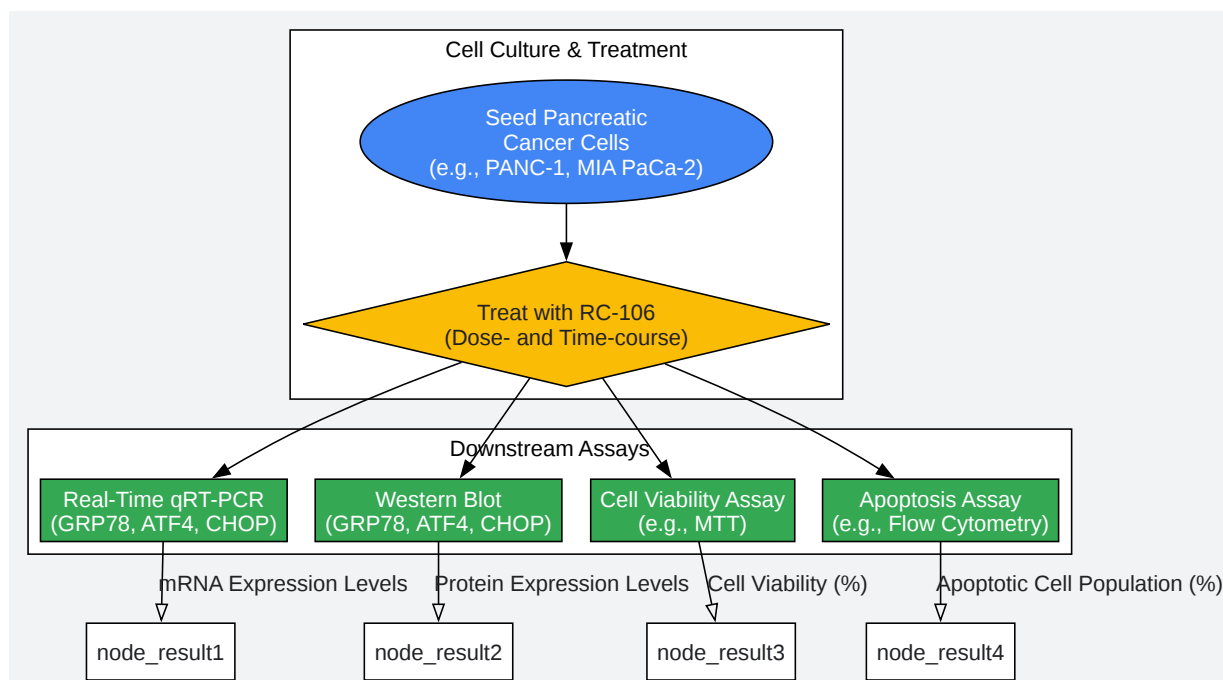 Cell Culture & Treatment
Seed Pancreatic
Cancer Cells
(e.g., PANC-1, MIA PaCa-2)
Treat with RC-106
(Dose- and Time-course)
Downstream Assays
Real-Time qRT-PCR
(GRP78, ATF4, CHOP)
Western Blot
(GRP78, ATF4, CHOP)
Cell Viability Assay
(e.g., MTT)
Apoptosis Assay
(e.g., Flow Cytometry)
mRNA Expression Levels
Protein Expression Levels
Cell Viability (%)
Apoptotic Cell Population (%)
node_result1
node_result2
node_result3
node_result4